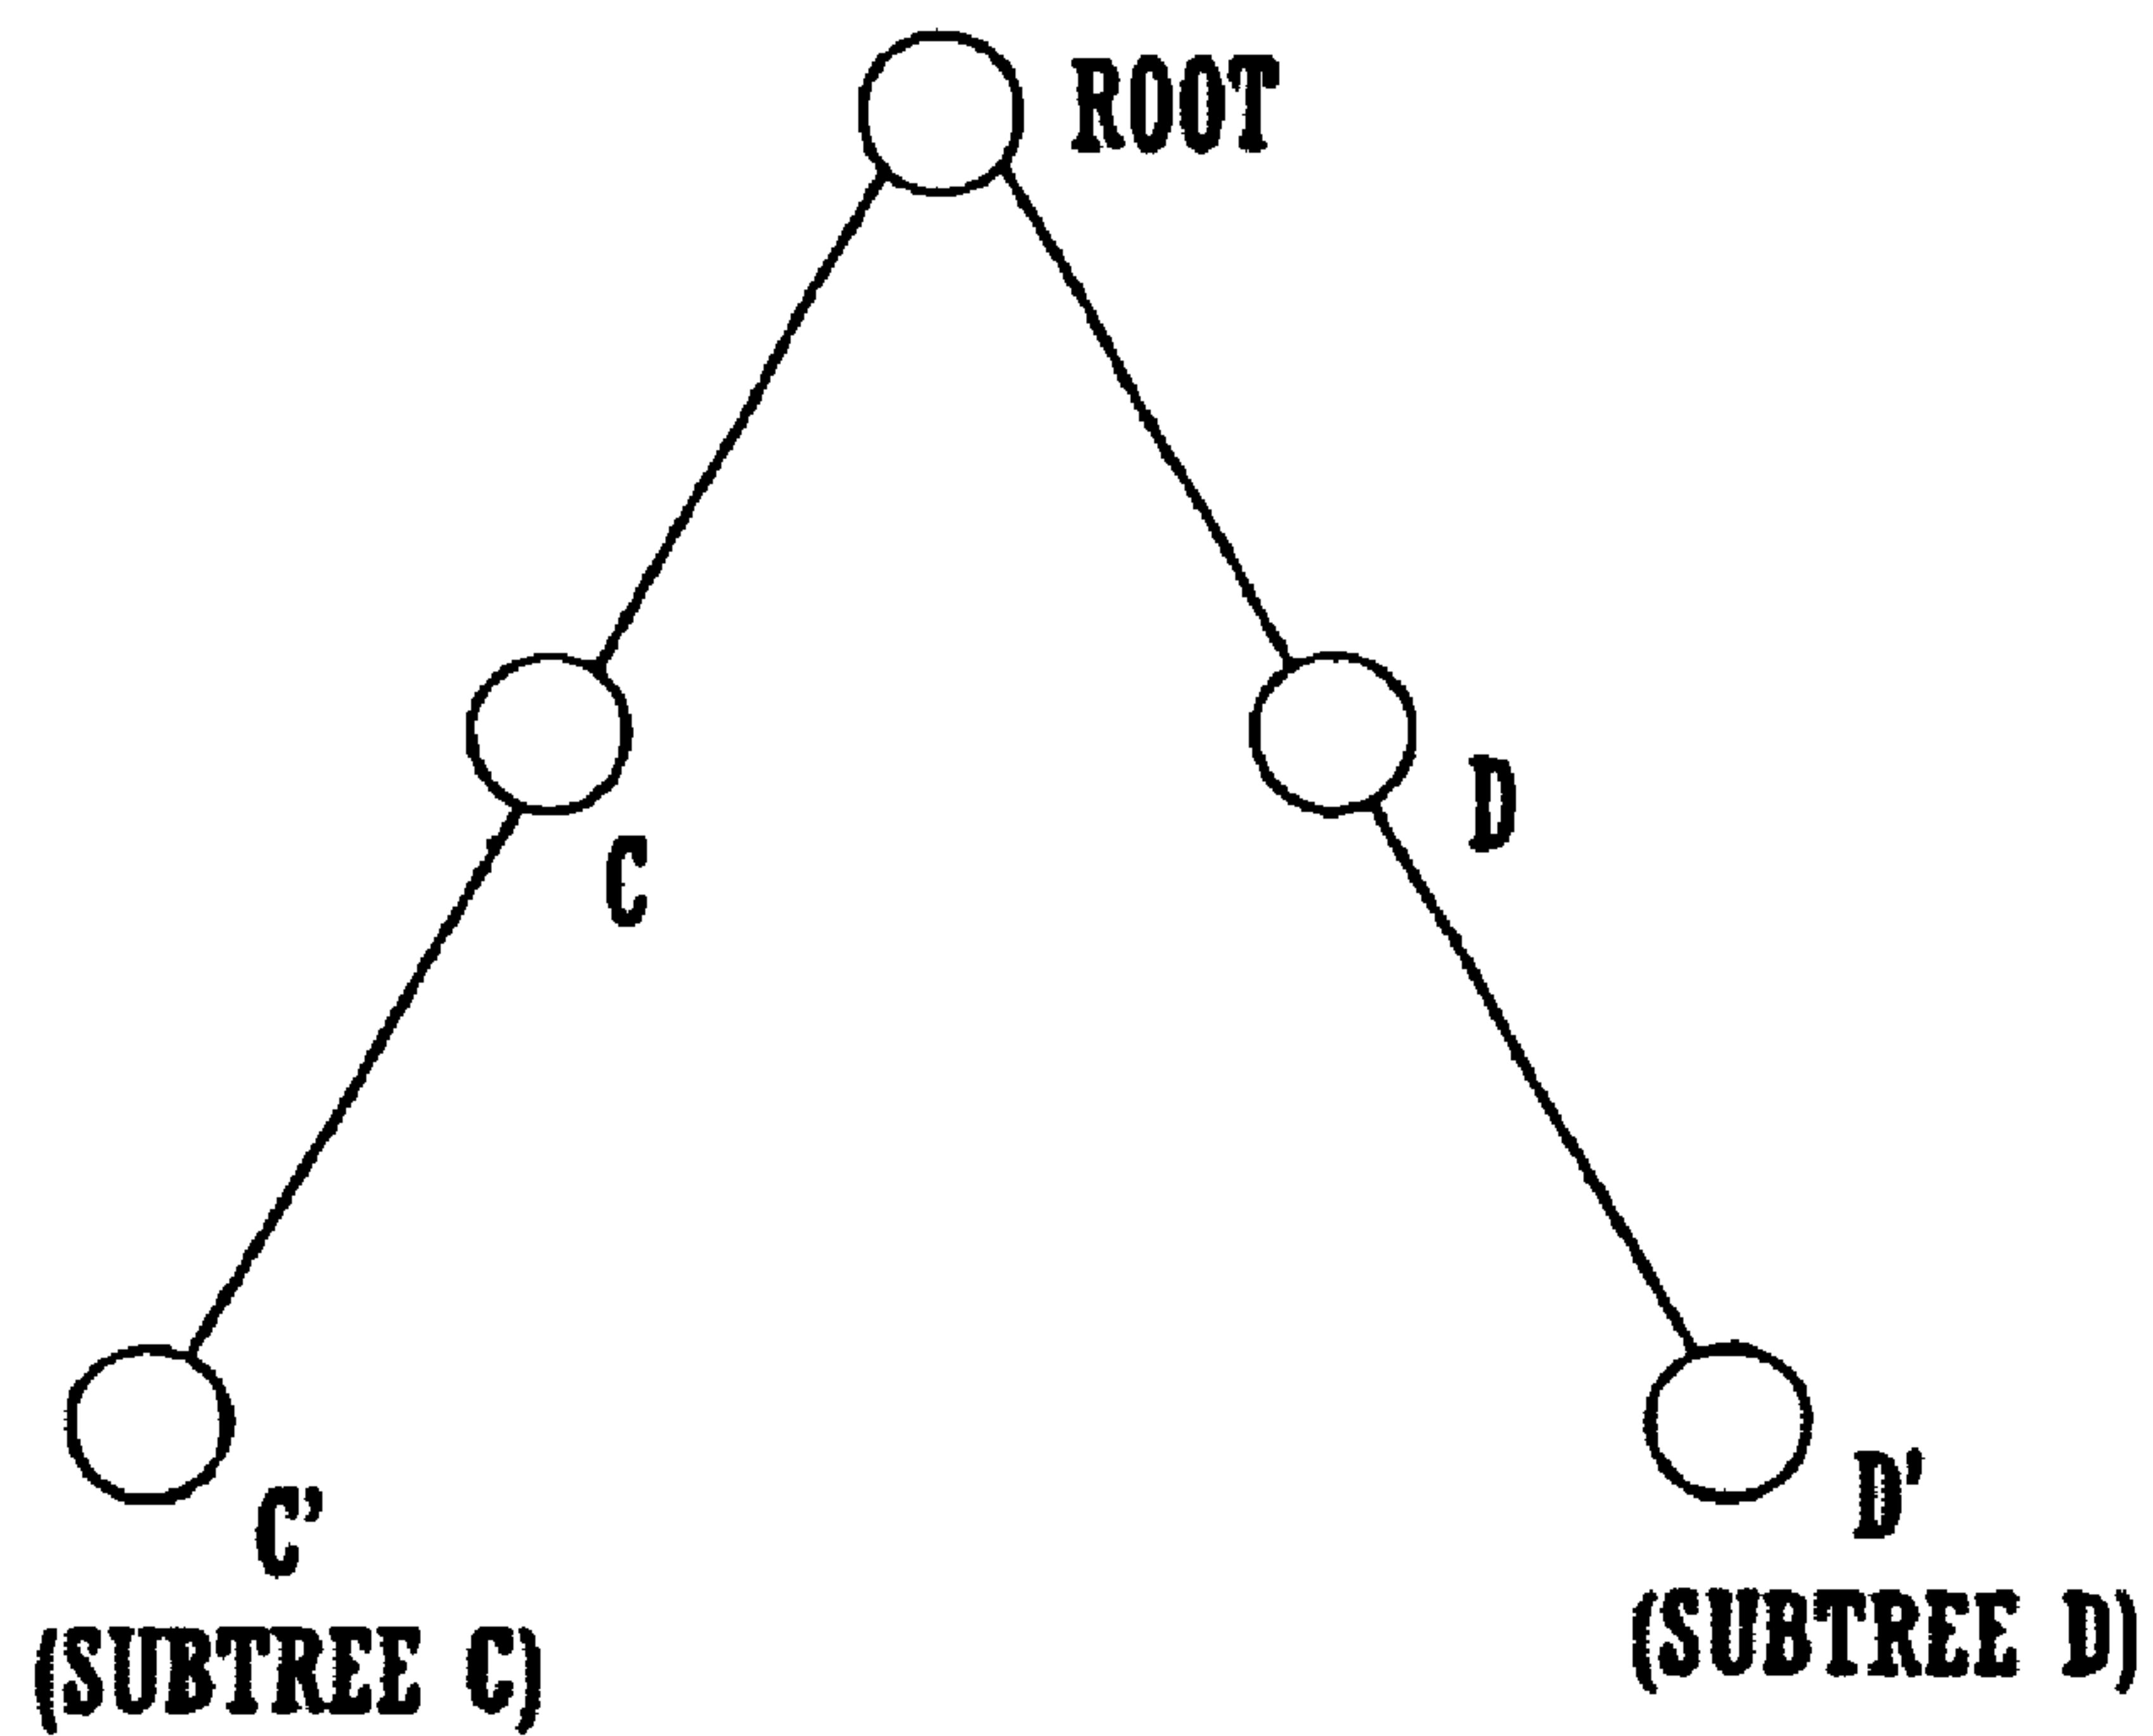 ROOT
C
D
C'
(SUBTREE C)
D'
(SUBTREE D)